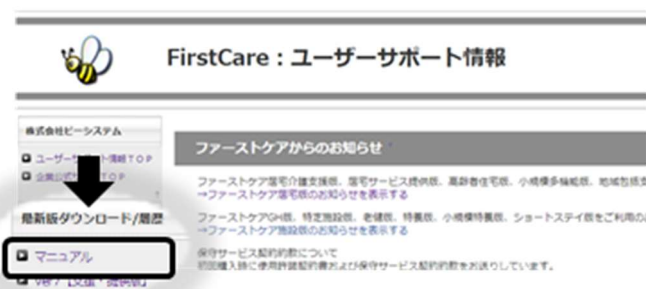 FirstCare：ユーザーサポート情報
株式会社ビーシステム
ユーザーサポート情報TOP
企業公式 TOP
最新版ダウンロード/履歴
マニュアル
Ver7【支援・提供版】
ファーストケアからのお知らせ
ファーストケア居宅介護支援版、居宅サービス提供版、高齢者住宅版、小規模多機能版、地域包括支
→ファーストケア居宅版のお知らせを表示する
ファーストケアGH版、特定施設版、老健版、特養版、小規模特養版、ショートステイ版をご利用のお
→ファーストケア施設版のお知らせを表示する
保守サービス契約約款について
初回購入時に使用許諾契約書および保守サービス契約約款をお送りしています。